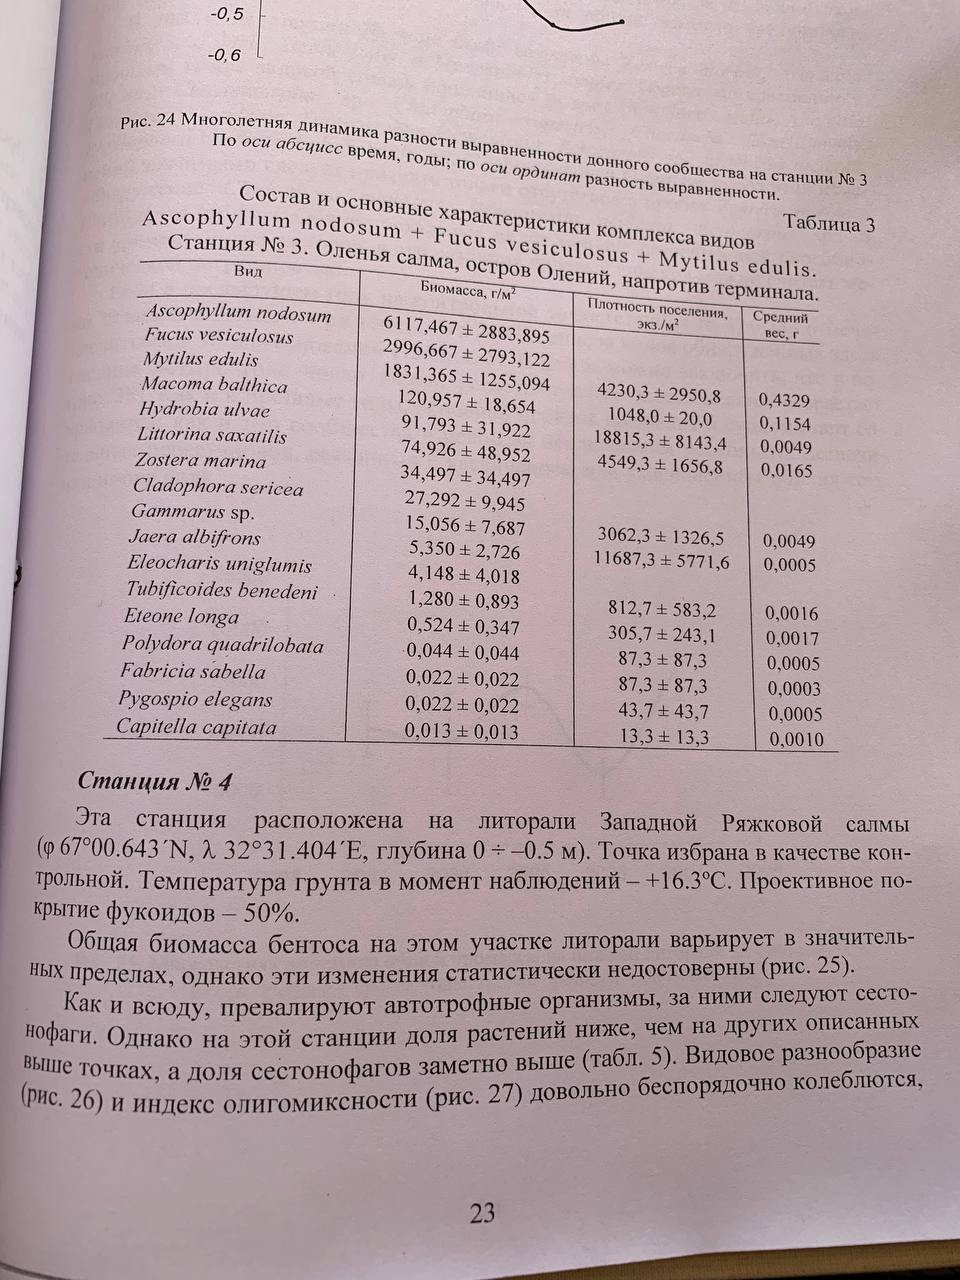 -0,5
-0,6
Рис. 24 Многолетняя динамика разности выравненности донного сообщества на станции № 3
По оси абсцисс время, годы; по оси ординат разность выравненности.
Таблица 3
Состав и основные характеристики комплекса видов
Ascophyllum nodosum + Fucus vesiculosus + Mytilus edulis.
Станция № 3. Оленья салма, остров Олений, напротив терминала.
Вид Биомасса, г/м² Плотность поселения, экз./м² Средний вес, г
Ascophyllum nodosum 6117,467 ± 2883,895
Fucus vesiculosus 2996,667 ± 2793,122
Mytilus edulis 1831,365 ± 1255,094 4230,3 ± 2950,8 0,4329
Macoma balthica 120,957 ± 18,654 1048,0 ± 20,0 0,1154
Hydrobia ulvae 91,793 ± 31,922 18815,3 ± 8143,4 0,0049
Littorina saxatilis 74,926 ± 48,952 4549,3 ± 1656,8 0,0165
Zostera marina 34,497 ± 34,497
Cladophora sericea 27,292 ± 9,945
Gammarus sp. 15,056 ± 7,687 3062,3 ± 1326,5 0,0049
Jaera albifrons 5,350 ± 2,726 11687,3 ± 5771,6 0,0005
Eleocharis uniglumis 4,148 ± 4,018
Tubificoides benedeni 1,280 ± 0,893 812,7 ± 583,2 0,0016
Eteone longa 0,524 ± 0,347 305,7 ± 243,1 0,0017
Polydora quadrilobata 0,044 ± 0,044 87,3 ± 87,3 0,0005
Fabricia sabella 0,022 ± 0,022 87,3 ± 87,3 0,0003
Pygospio elegans 0,022 ± 0,022 43,7 ± 43,7 0,0005
Capitella capitata 0,013 ± 0,013 13,3 ± 13,3 0,0010
Станция № 4
Эта станция расположена на литорали Западной Ряжковой салмы
(φ 67°00.643´N, λ 32°31.404´E, глубина 0 ÷ –0.5 м). Точка избрана в качестве кон-
трольной. Температура грунта в момент наблюдений – +16.3ºС. Проективное по-
крытие фукоидов – 50%.
Общая биомасса бентоса на этом участке литорали варьирует в значитель-
ных пределах, однако эти изменения статистически недостоверны (рис. 25).
Как и всюду, превалируют автотрофные организмы, за ними следуют сесто-
нофаги. Однако на этой станции доля растений ниже, чем на других описанных
выше точках, а доля сестонофагов заметно выше (табл. 5). Видовое разнообразие
(рис. 26) и индекс олигомиксности (рис. 27) довольно беспорядочно колеблются,
23